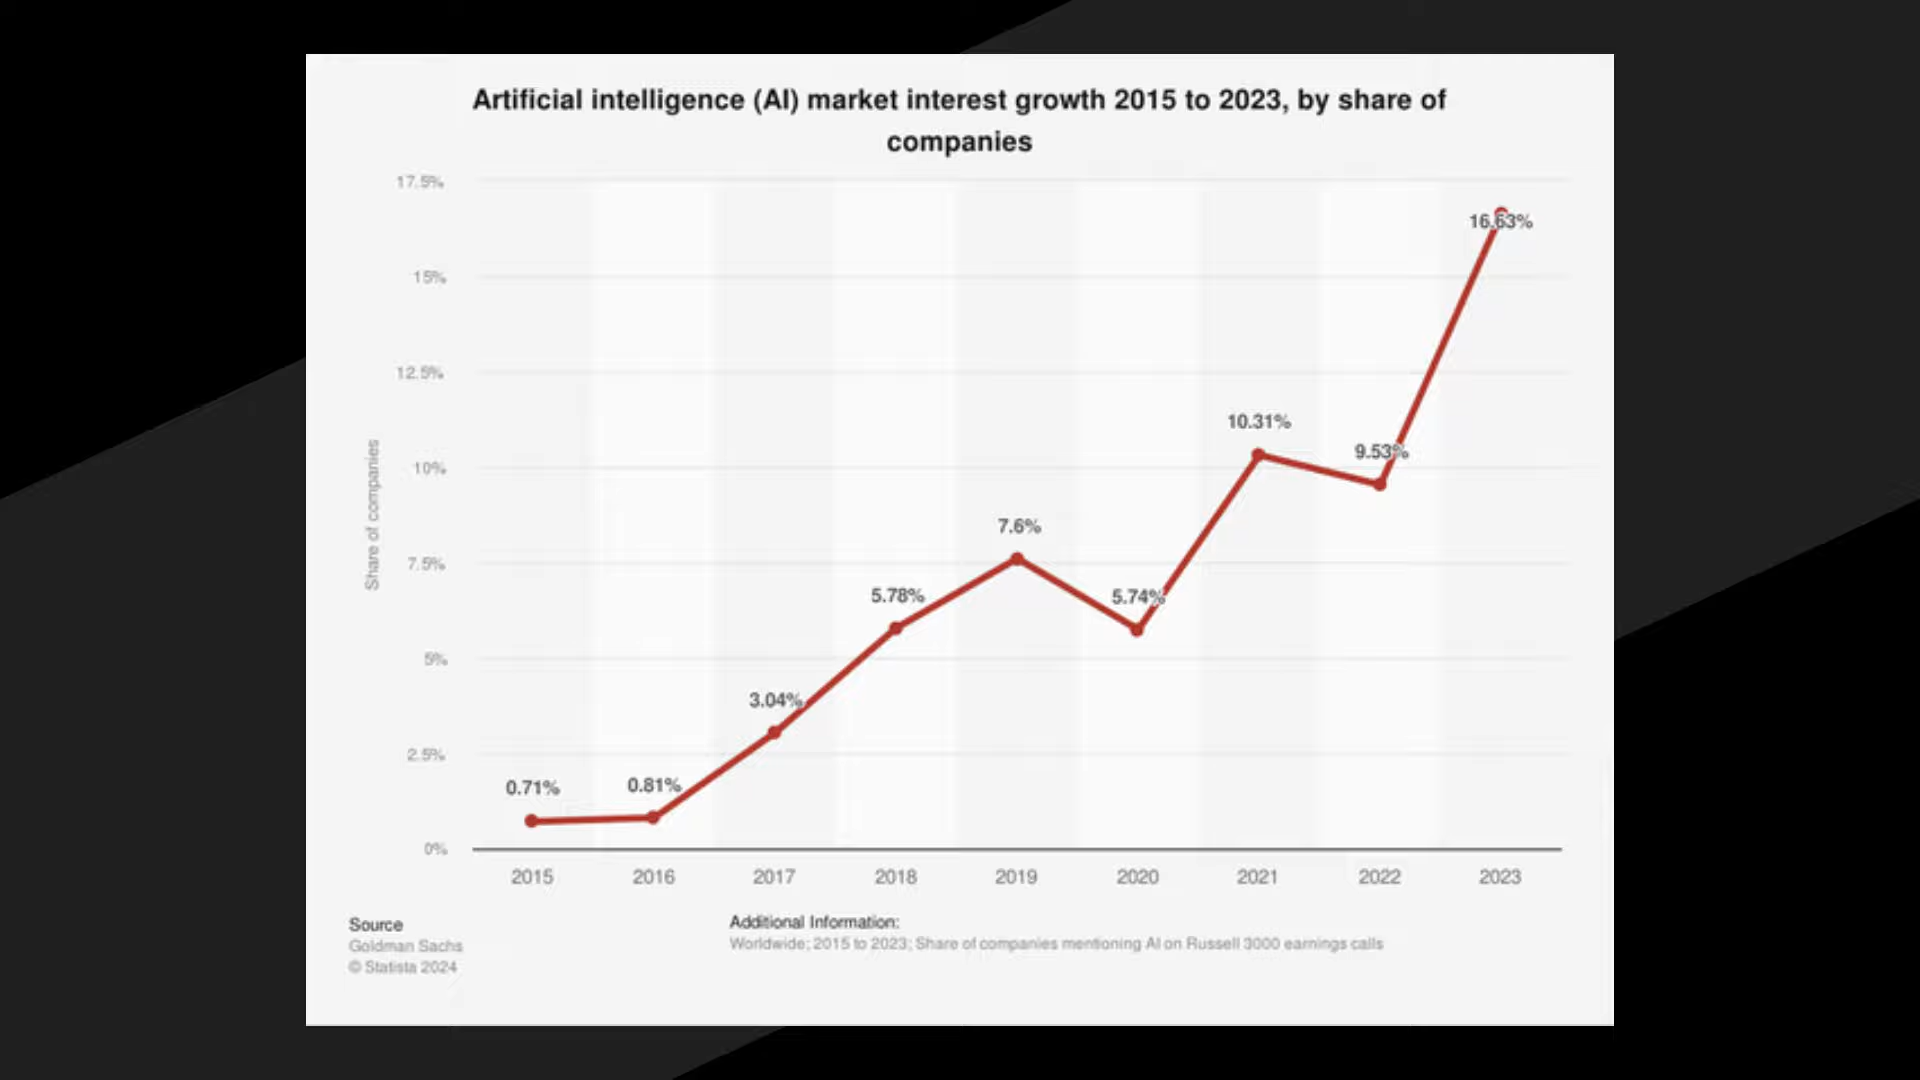 Artificial intelligence (AI) market interest growth 2015 to 2023, by share of
companies
17.5%
15%
12.5%
10%
7.5%
5%
2.5%
0%
Share of companies
0.71%
0.81%
3.04%
5.78%
7.6%
5.74%
10.31%
9.53%
16.63%
2015 2016 2017 2018 2019 2020 2021 2022 2023
Source
Goldman Sachs
© Statista 2024
Additional Information:
Worldwide; 2015 to 2023; Share of companies mentioning AI on Russell 3000 earnings calls